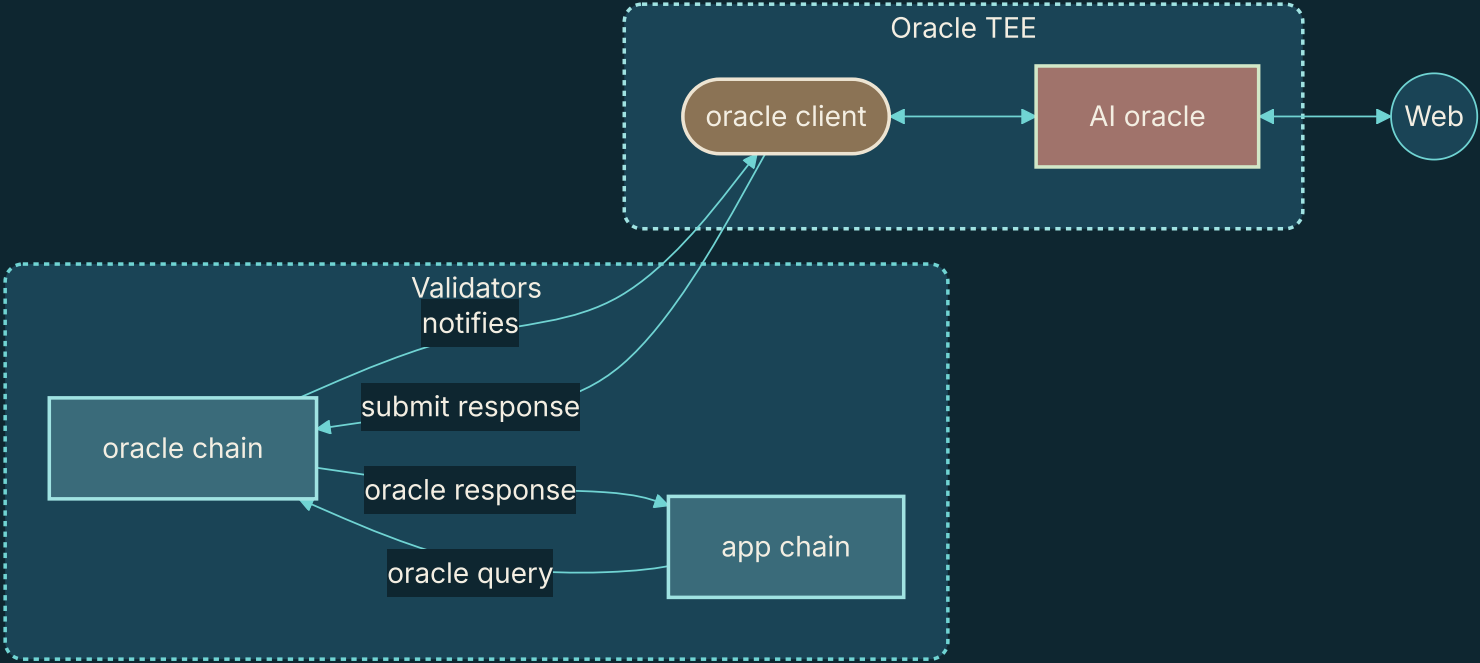 Oracle TEE
oracle client
AI oracle
Web
Validators
notifies
submit response
oracle chain
oracle response
app chain
oracle query